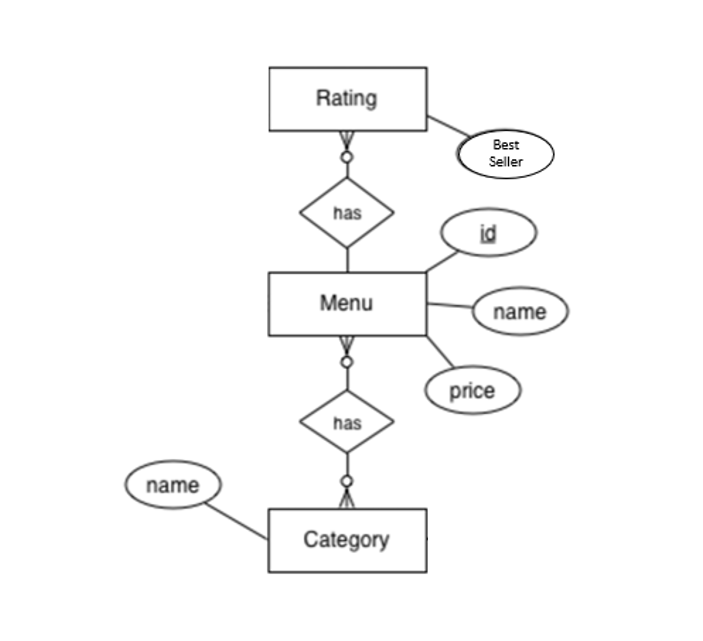 Rating
Best
Seller
has
id
Menu
name
price
has
name
Category